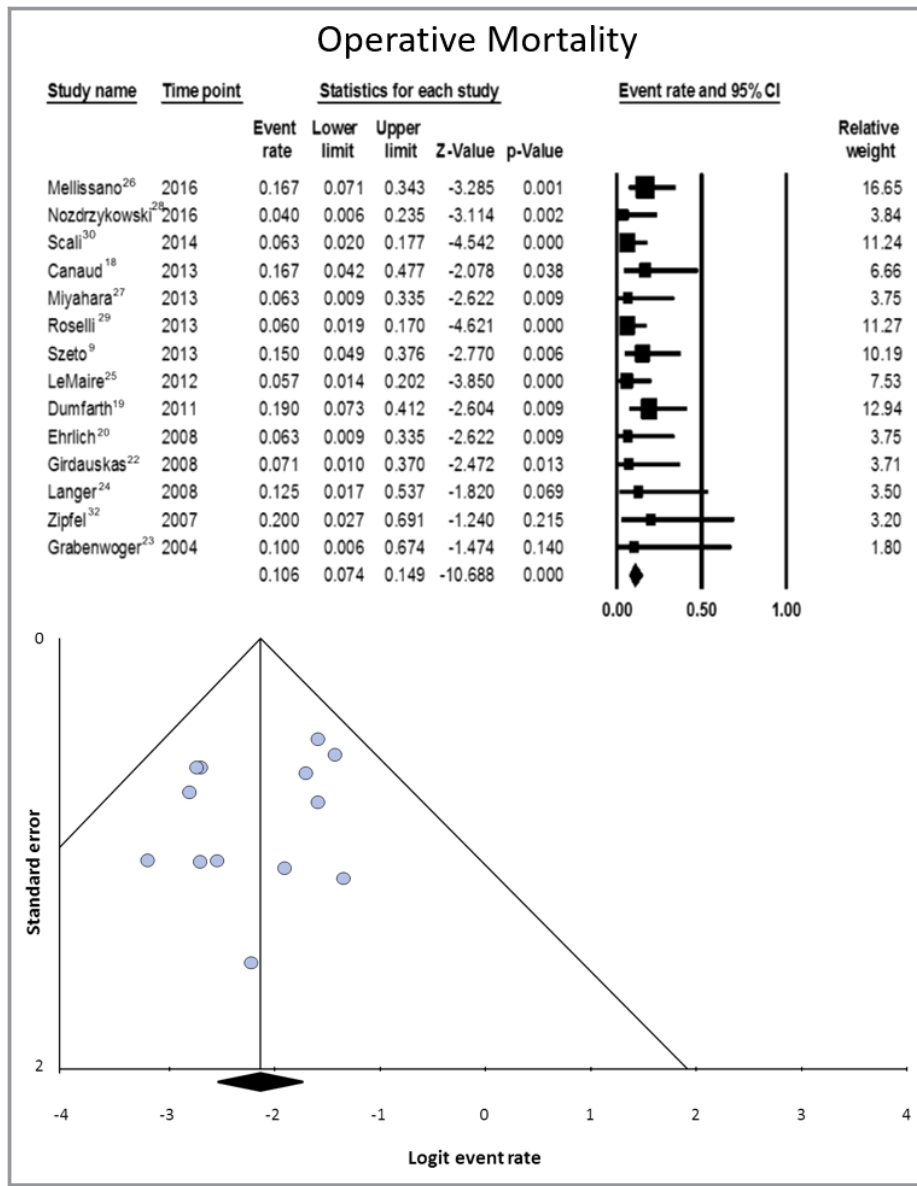 Operative Mortality
Study name Time point Statistics for each study Event rate and 95% CI
Event rate Lower limit Upper limit Z-Value p-Value Relative weight
Mellissano26 2016 0.167 0.071 0.343 -3.285 0.001 16.65
Nozdrzykowski28 2016 0.040 0.006 0.235 -3.114 0.002 3.84
Scali30 2014 0.063 0.020 0.177 -4.542 0.000 11.24
Canaud18 2013 0.167 0.042 0.477 -2.078 0.038 6.66
Miyahara27 2013 0.063 0.009 0.335 -2.622 0.009 3.75
Roselli29 2013 0.060 0.019 0.170 -4.621 0.000 11.27
Szeto9 2013 0.150 0.049 0.376 -2.770 0.006 10.19
LeMaire25 2012 0.057 0.014 0.202 -3.850 0.000 7.53
Dumfarth19 2011 0.190 0.073 0.412 -2.604 0.009 12.94
Ehrlich20 2008 0.063 0.009 0.335 -2.622 0.009 3.75
Girdauskas22 2008 0.071 0.010 0.370 -2.472 0.013 3.71
Langer24 2008 0.125 0.017 0.537 -1.820 0.069 3.50
Zipfel32 2007 0.200 0.027 0.691 -1.240 0.215 3.20
Grabenwoger23 2004 0.100 0.006 0.674 -1.474 0.140 1.80
0.106 0.074 0.149 -10.688 0.000
0.00 0.50 1.00
0
Standard error
2
-4 -3 -2 -1 0 1 2 3 4
Logit event rate